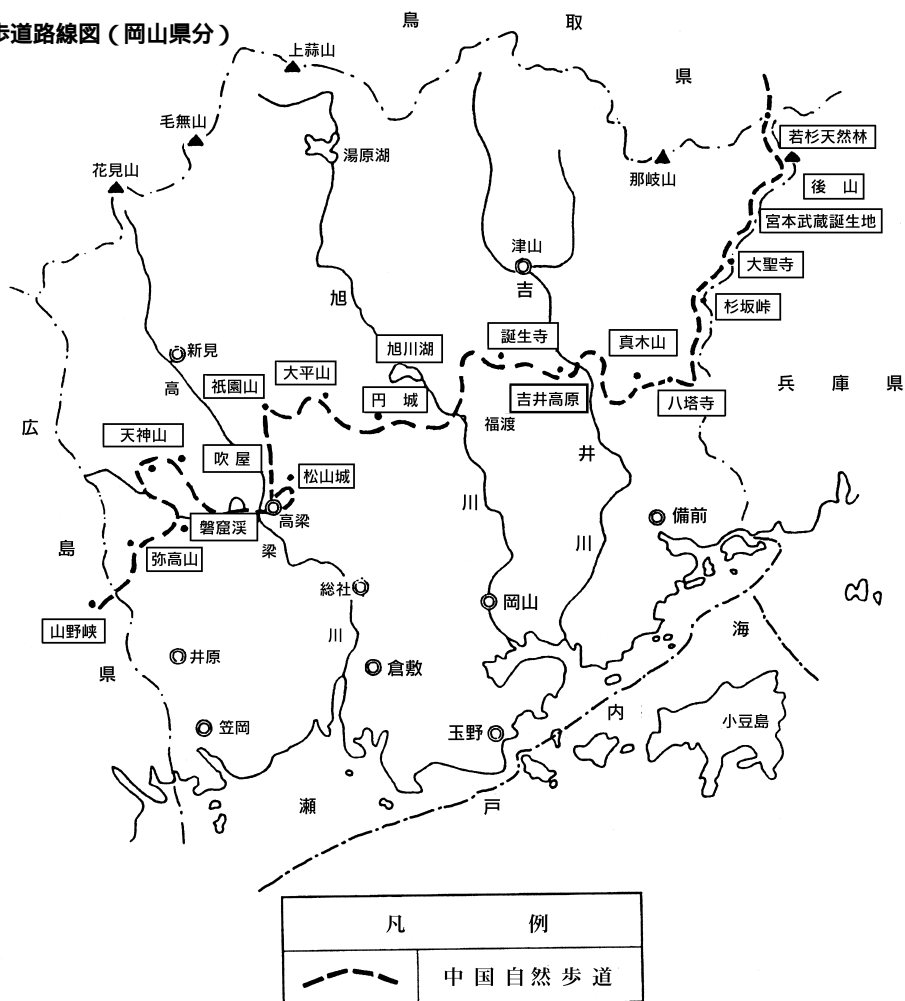 歩道路線図（岡山県分）
鳥
取
県
上蒜山
毛無山
湯原湖
花見山
那岐山
若杉天然林
後 山
宮本武蔵誕生地
大聖寺
杉坂峠
津山
吉
旭
誕生寺
真木山
旭川湖
新見
大平山
祇園山
高
円 城
吉井高原
八塔寺
兵 庫 県
福渡
広
天神山
吹 屋
松山城
井
川
備前
磐窟渓
高梁
梁
島
弥高山
川
総社
岡山
山野峡
川
海
県
井原
倉敷
内
小豆島
笠岡
玉野
瀬
戸
凡 例
中国自然歩道